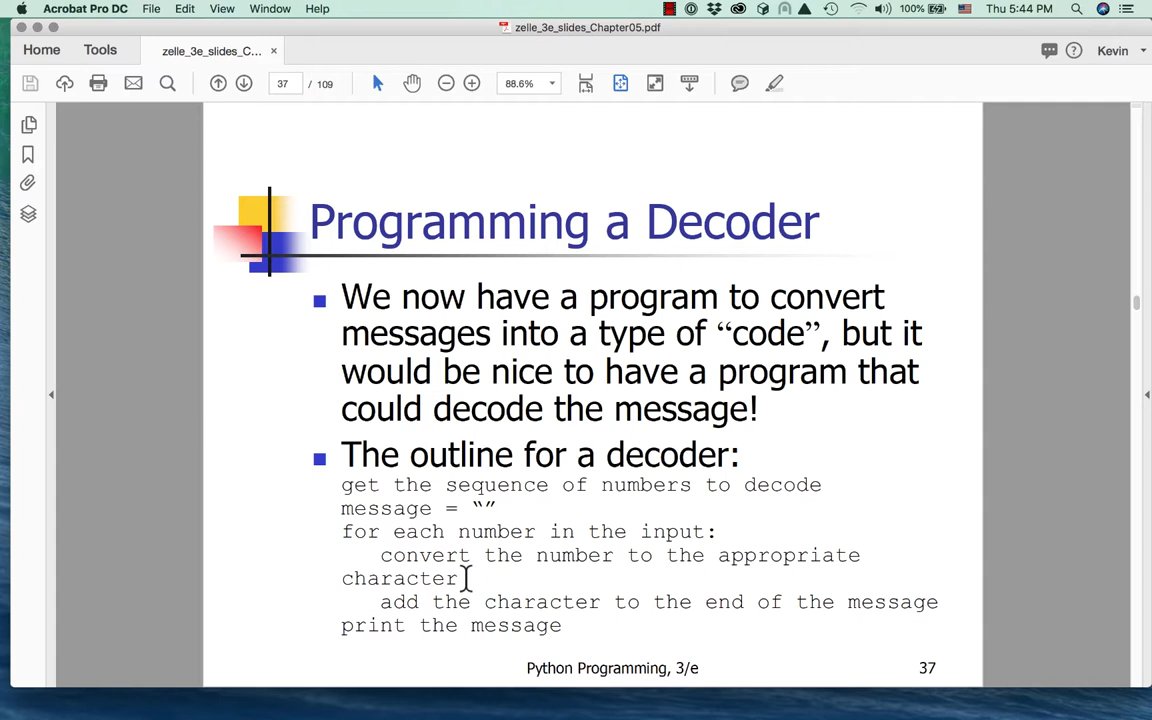 Acrobat Pro DC File Edit View Window Help 100% Thu 5:44 PM
zelle_3e_slides_Chapter05.pdf
Home Tools zelle_3e_slides_C... × ? Kevin
37 / 109 88.6%
Programming a Decoder
We now have a program to convert
messages into a type of “code”, but it
would be nice to have a program that
could decode the message!
The outline for a decoder:
get the sequence of numbers to decode
message = “”
for each number in the input:
convert the number to the appropriate
character
add the character to the end of the message
print the message
Python Programming, 3/e 37